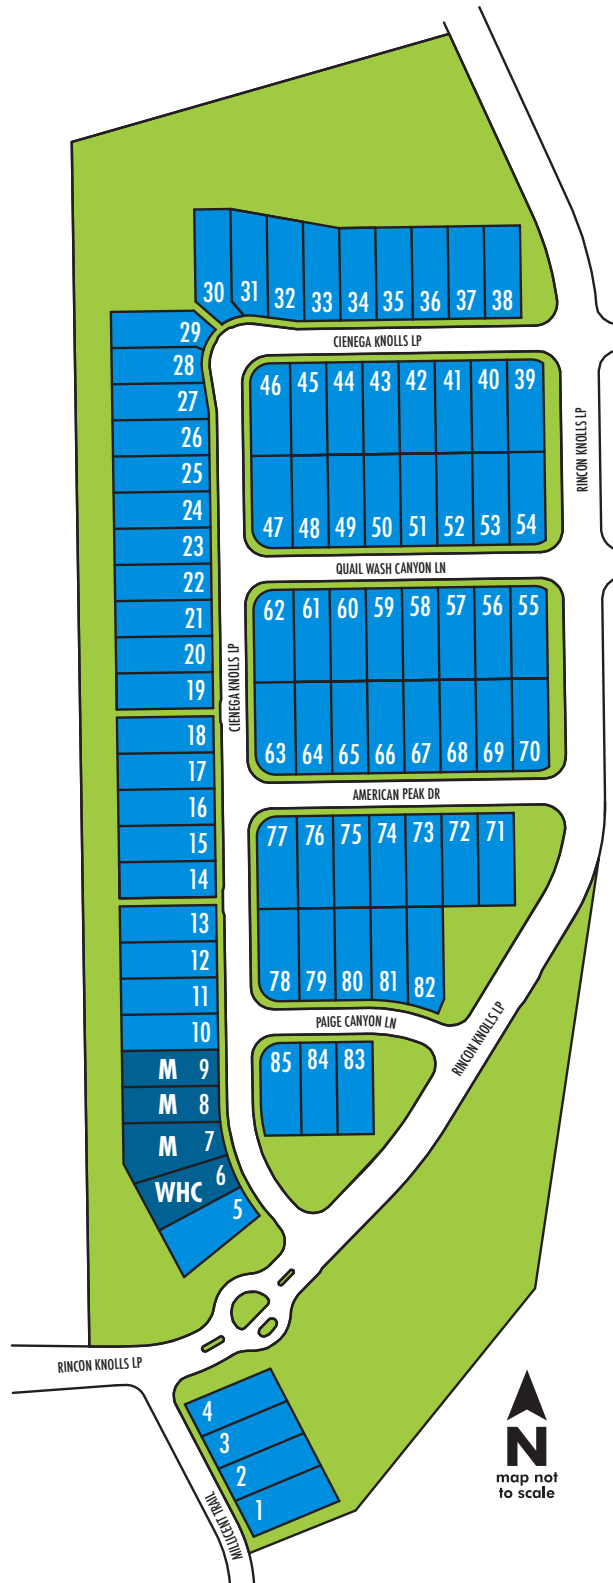 30 31 32 33 34 35 36 37 38
29
CIENEGA KNOLLS LP
28
46 45 44 43 42 41 40 39
27
RINCON KNOLLS LP
26
25
24
47 48 49 50 51 52 53 54
23
QUAIL WASH CANYON LN
22
62 61 60 59 58 57 56 55
21
20
CIENEGA KNOLLS LP
19
18
63 64 65 66 67 68 69 70
17
AMERICAN PEAK DR
16
77 76 75 74 73 72 71
15
14
13
12
78 79 80 81 82
11
PAIGE CANYON LN
10
RINCON KNOLLS LP
85 84 83
M 9
M 8
M 7
WHC 6
5
RINCON KNOLLS LP
4
3
2
1
MILLICENT TRAIL
N
map not
to scale